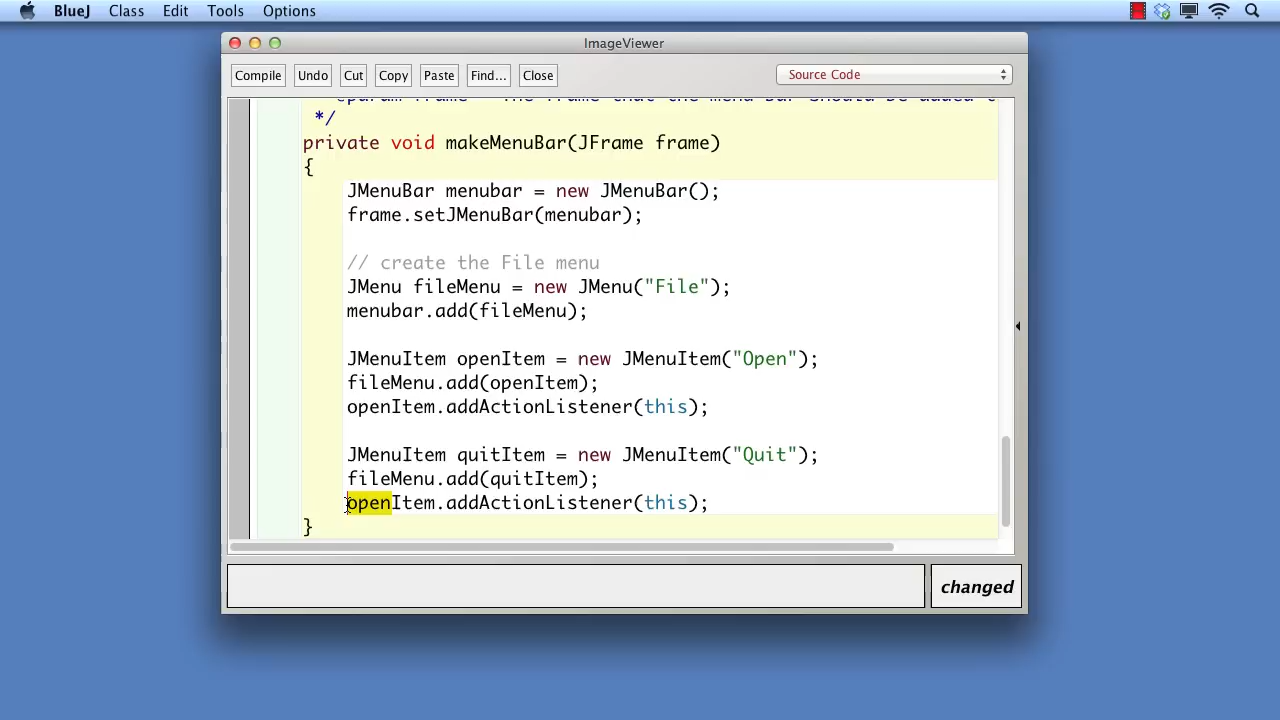 BlueJ Class Edit Tools Options
ImageViewer
Compile Undo Cut Copy Paste Find... Close Source Code
*/
private void makeMenuBar(JFrame frame)
{
JMenuBar menubar = new JMenuBar();
frame.setJMenuBar(menubar);
// create the File menu
JMenu fileMenu = new JMenu("File");
menubar.add(fileMenu);
JMenuItem openItem = new JMenuItem("Open");
fileMenu.add(openItem);
openItem.addActionListener(this);
JMenuItem quitItem = new JMenuItem("Quit");
fileMenu.add(quitItem);
openItem.addActionListener(this);
}
changed